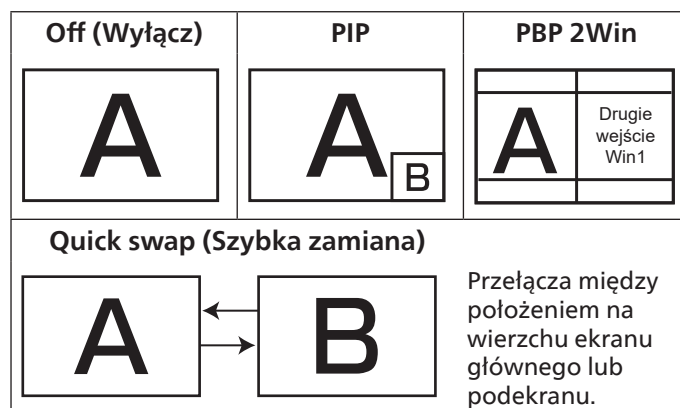 Off (Wyłącz)
PIP
PBP 2Win
A
A
B
A
Drugie
wejście
Win1
Quick swap (Szybka zamiana)
A
B
Przełącza między
położeniem na
wierzchu ekranu
głównego lub
podekranu.